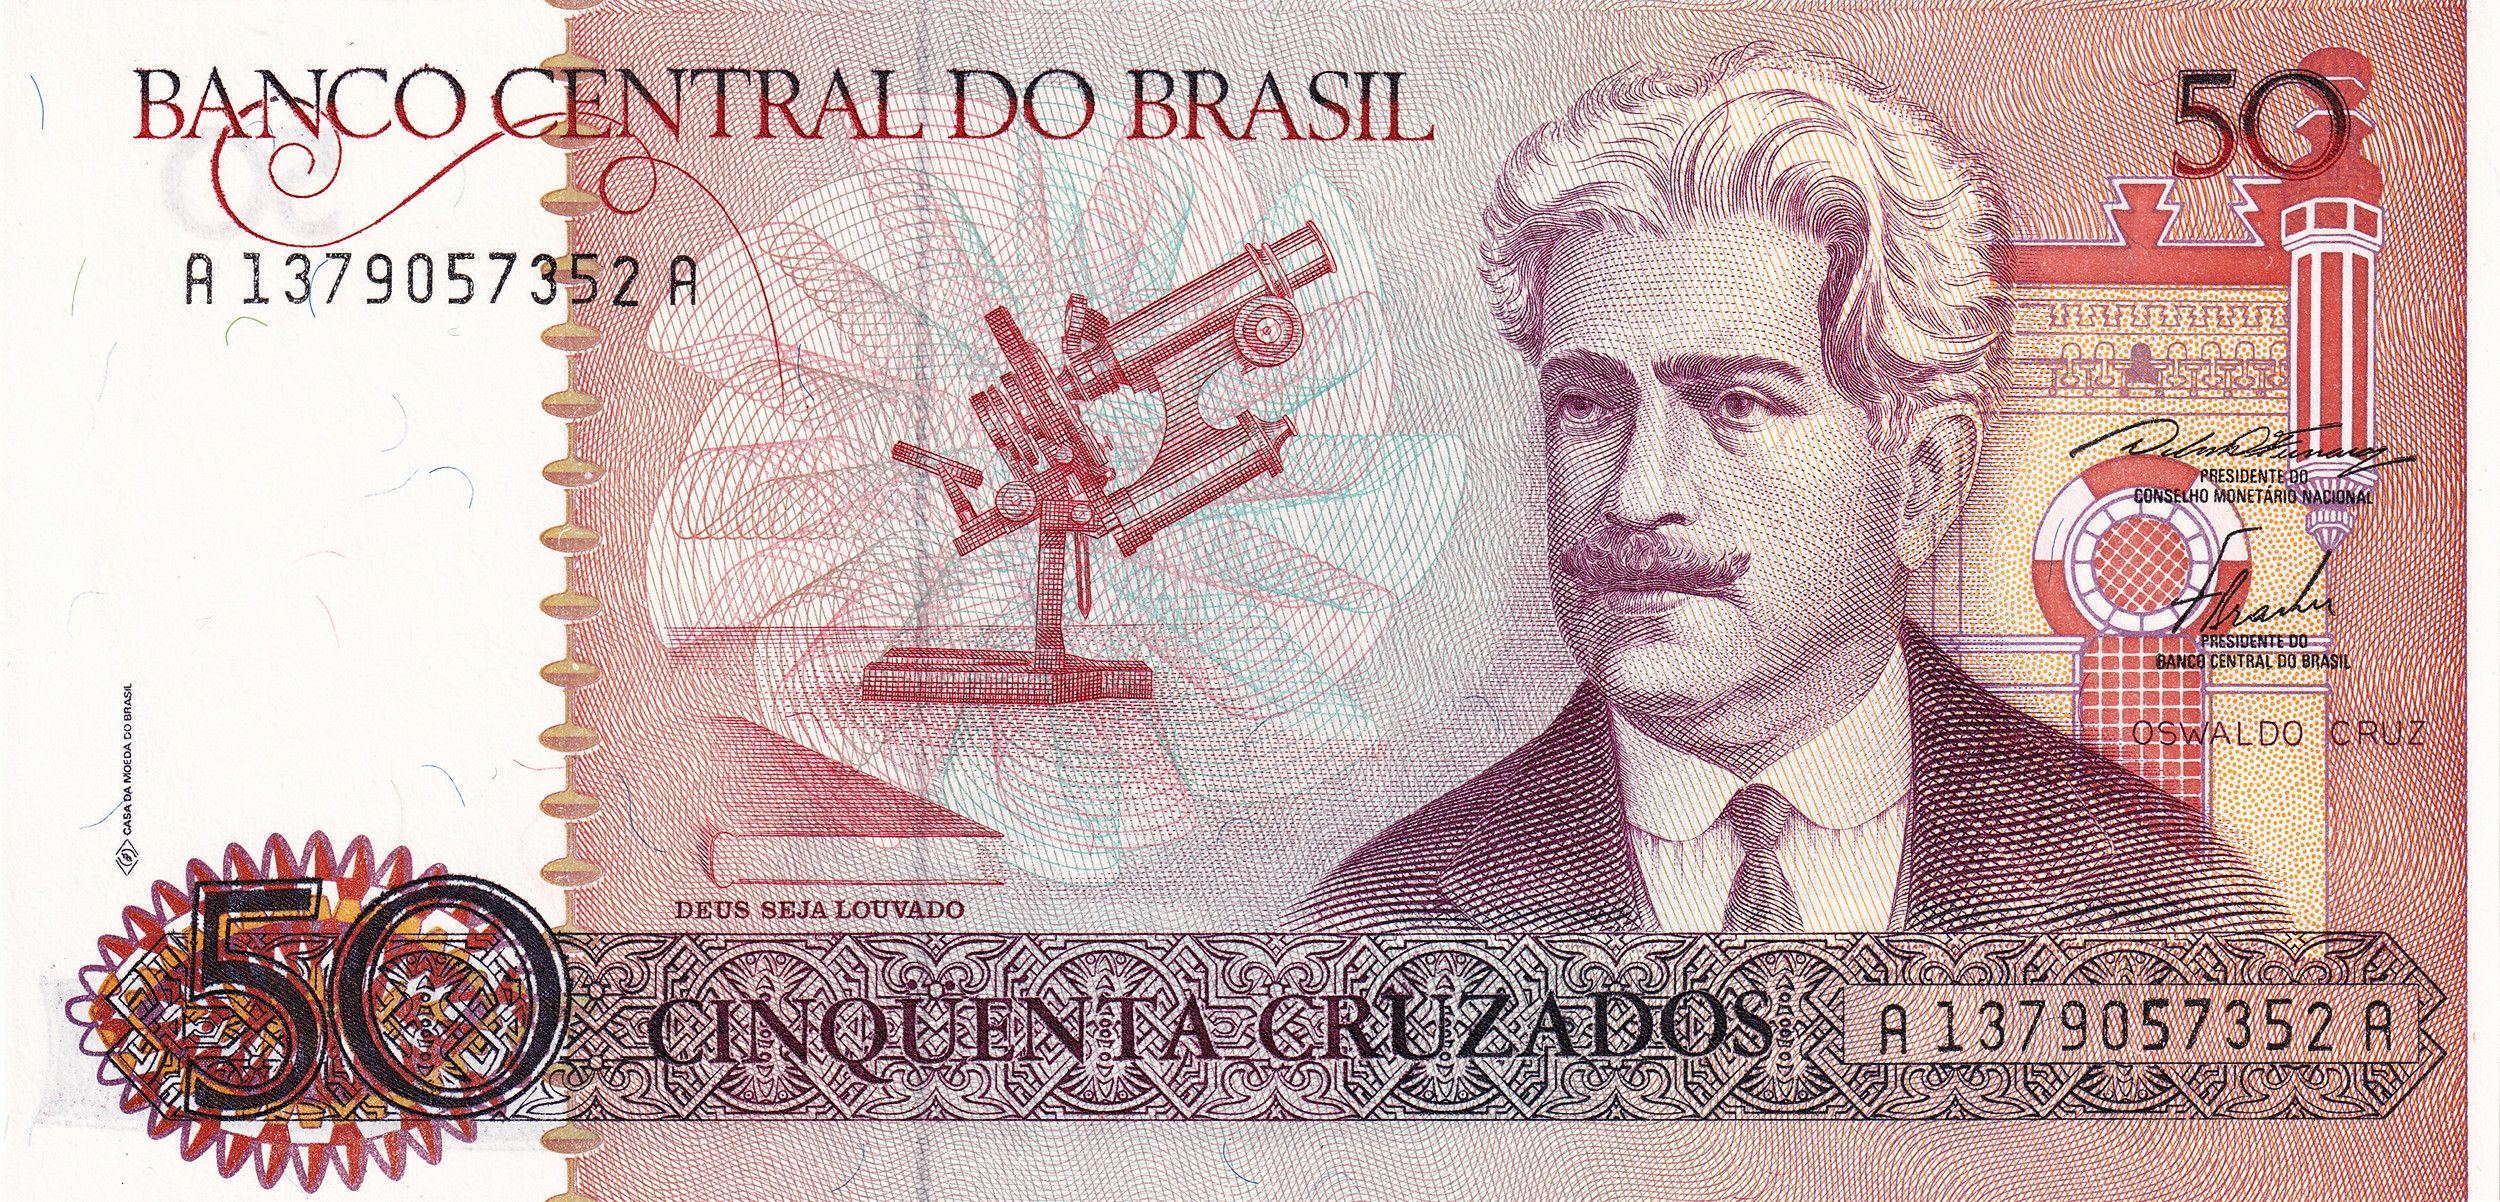 BANCO CENTRAL DO BRASIL
50
A 1379057352 A
PRESIDENTE DO
CONSELHO MONETÁRIO NACIONAL
PRESIDENTE DO
BANCO CENTRAL DO BRASIL
OSWALDO CRUZ
CASA DA MOEDA DO BRASIL
DEUS SEJA LOUVADO
50
CINQÜENTA CRUZADOS
A 1379057352 A